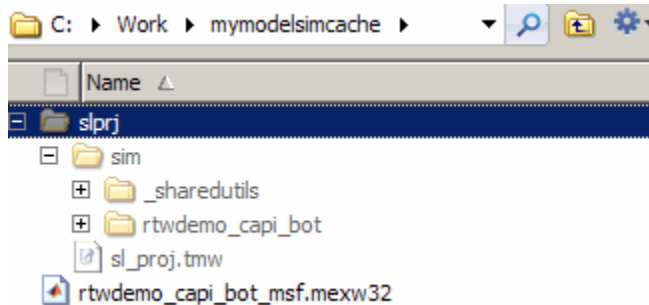 C: Work mymodelsimcache
Name
slprj
sim
_sharedutils
rtwdemo_capi_bot
sl_proj.tmw
rtwdemo_capi_bot_msf.mexw32